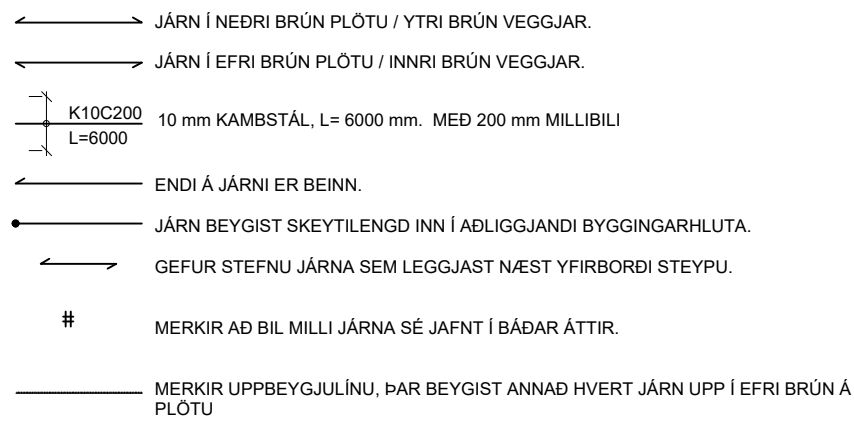 JÁRN Í NEÐRI BRÚN PLÖTU / YTRI BRÚN VEGGJAR.
JÁRN Í EFRI BRÚN PLÖTU / INNRI BRÚN VEGGJAR.
K10C200
L=6000
10 mm KAMBSTÁL, L= 6000 mm. MEÐ 200 mm MILLIBILI
ENDI Á JÁRNI ER BEINN.
JÁRN BEYGIST SKEYTILENGD INN Í AÐLIGGJANDI BYGGINGARHLUTA.
GEFUR STEFNU JÁRNA SEM LEGGJAST NÆST YFIRBORÐI STEYPU.
# MERKIR AÐ BIL MILLI JÁRNA SÉ JAFNT Í BÁÐAR ÁTTIR.
MERKIR UPPBEYGJULÍNU, ÞAR BEYGIST ANNAÐ HVERT JÁRN UPP Í EFRI BRÚN Á
PLÖTU